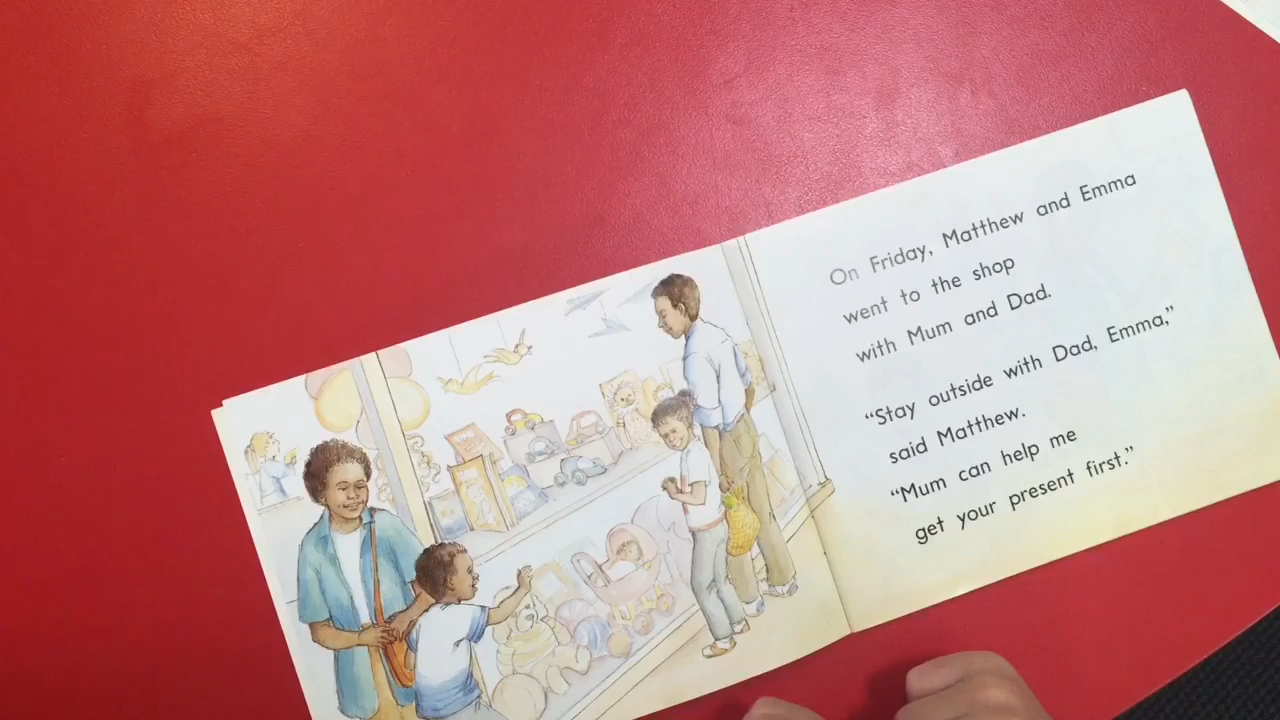 On Friday, Matthew and Emma
went to the shop
with Mum and Dad.
“Stay outside with Dad, Emma,”
said Matthew.
“Mum can help me
get your present first.”